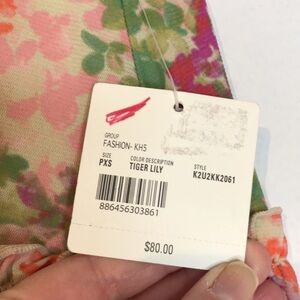 GROUP
FASHION- KH5
SIZE COLOR DESCRIPTION STYLE
PXS TIGER LILY K2U2KK2061
886456303861
$80.00